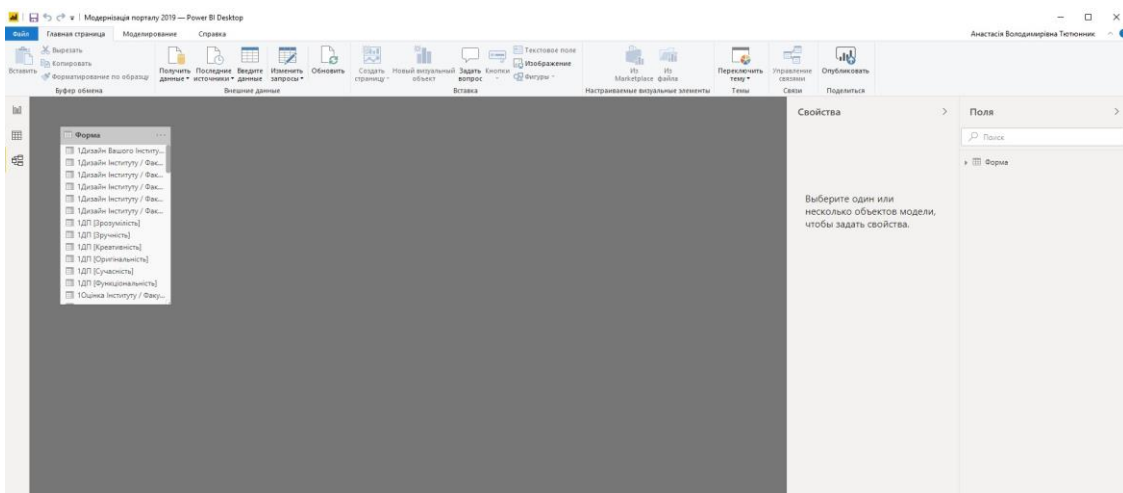 Модернізація порталу 2019 — Power BI Desktop
Файл Главная страница Моделирование Справка Анастасія Володимирівна Тютюнник
Вставить
Вырезать
Копировать
Форматирование по образцу
Буфер обмена
Получить данные
Последние источники
Введите данные
Изменить запросы
Обновить
Внешние данные
Создать страницу
Новый визуальный объект
Задать вопрос
Кнопки
Текстовое поле
Изображение
Фигуры
Вставка
Из Marketplace
Из файла
Настраиваемые визуальные элементы
Переключить тему
Темы
Управление связями
Связи
Опубликовать
Поделиться
Форма
1Дизайн Вашого Інститу...
1Дизайн Інституту / Фак...
1Дизайн Інституту / Фак...
1Дизайн Інституту / Фак...
1Дизайн Інституту / Фак...
1Дизайн Інституту / Фак...
1ДП [Зрозумілість]
1ДП [Зручність]
1ДП [Креативність]
1ДП [Оригінальність]
1ДП [Сучасність]
1ДП [Функціональність]
1Оцінка Інституту / Факу...
Свойства
Выберите один или
несколько объектов модели,
чтобы задать свойства.
Поля
Поиск
Форма